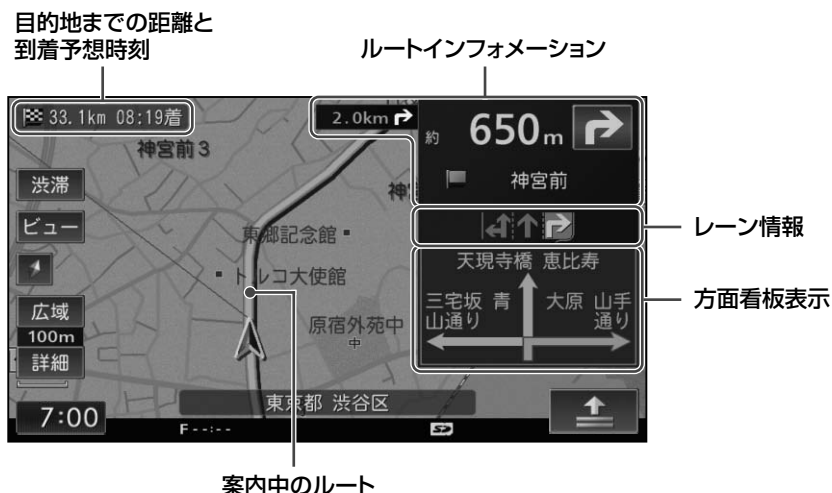 目的地までの距離と
到着予想時刻
ルートインフォメーション
33.1km 08:19着
2.0km
約 650m
神宮前3
神宮前
渋滞
ビュー
レーン情報
東郷記念館
トルコ大使館
天現寺橋 恵比寿
方面看板表示
三宅坂 青
山通り
大原 山手
通り
広域
100m
詳細
原宿外苑中
中
東京都 渋谷区
7:00
F--:--
SD
案内中のルート